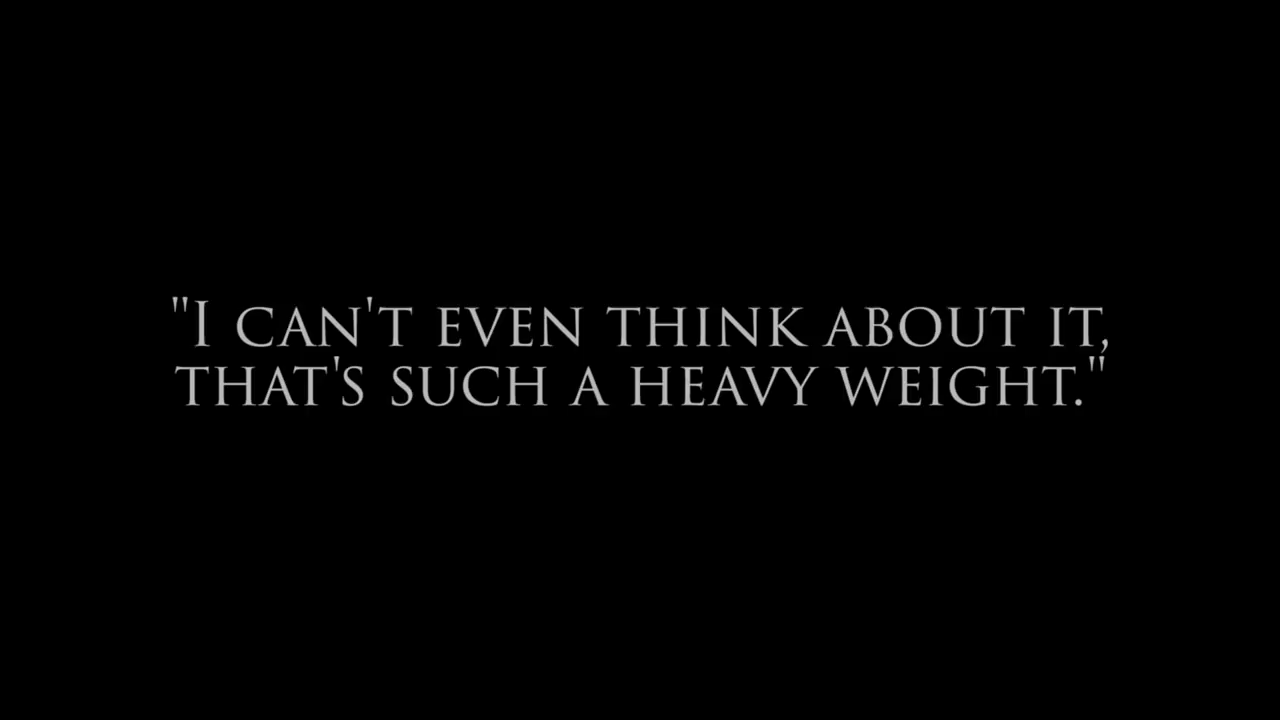 "I CAN'T EVEN THINK ABOUT IT,
THAT'S SUCH A HEAVY WEIGHT."